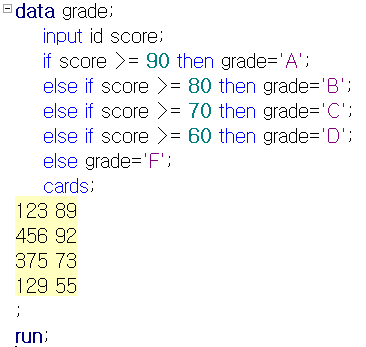 data grade;
input id score;
if score >= 90 then grade='A';
else if score >= 80 then grade='B';
else if score >= 70 then grade='C';
else if score >= 60 then grade='D';
else grade='F';
cards;
123 89
456 92
375 73
129 55
;
run;